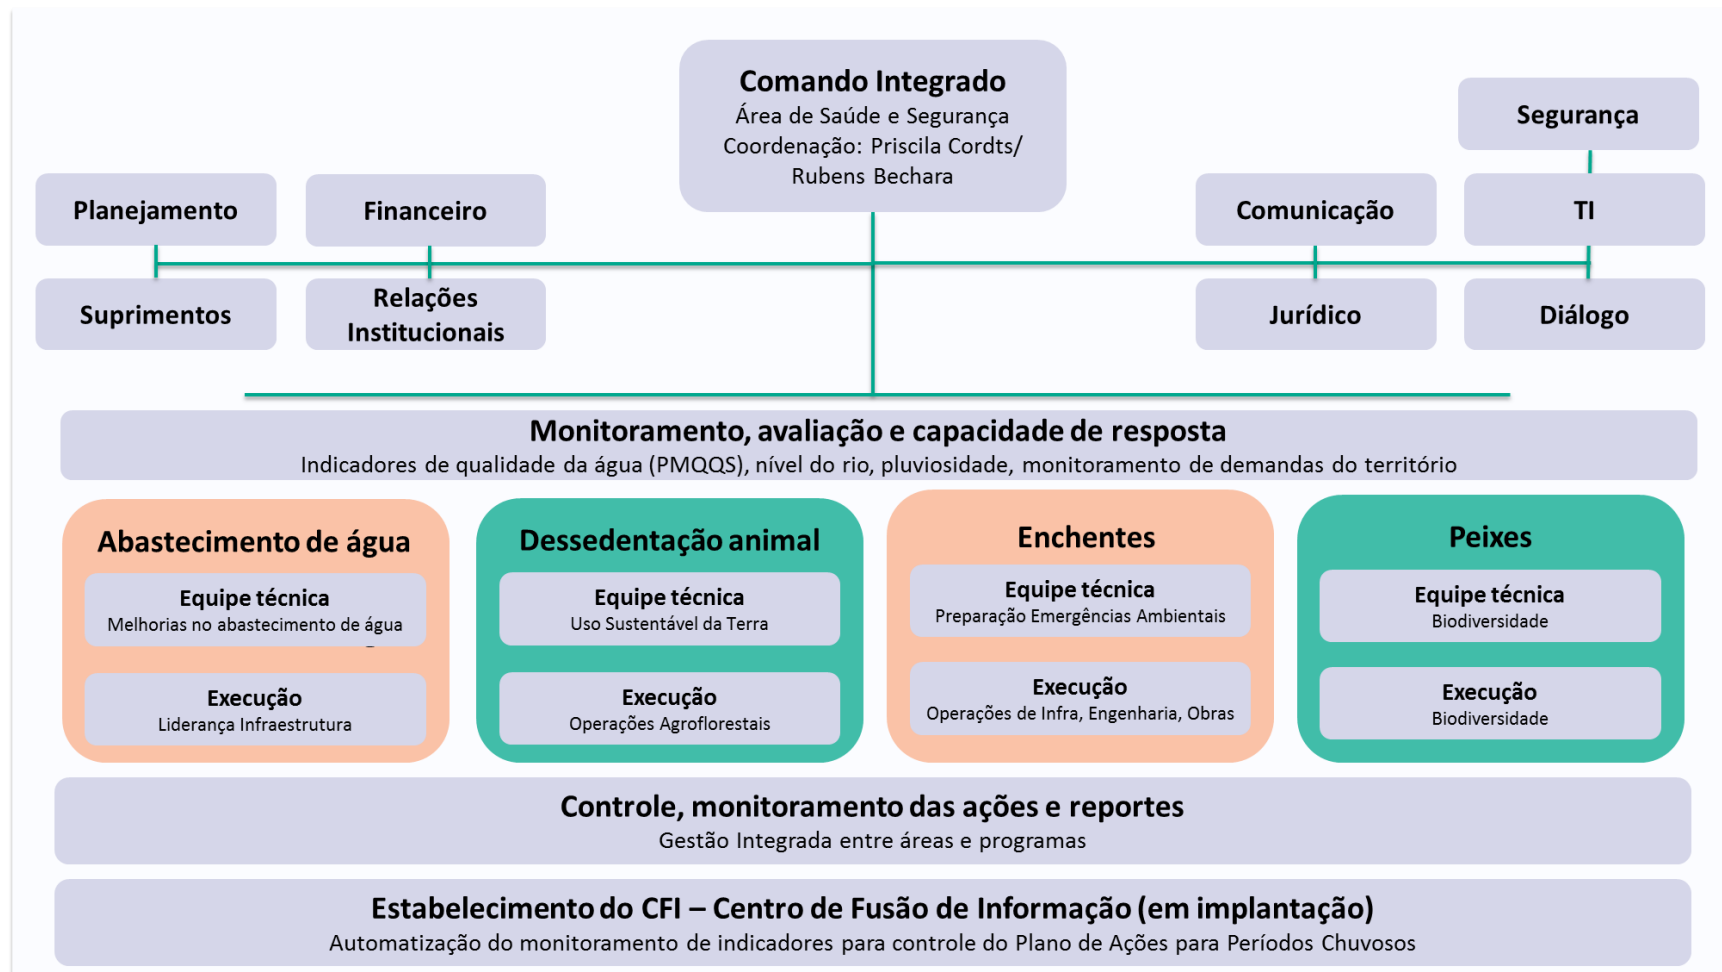 Comando Integrado
Área de Saúde e Segurança
Coordenação: Priscila Cordts/
Rubens Bechara
Segurança
Planejamento
Financeiro
Comunicação
TI
Suprimentos
Relações
Institucionais
Jurídico
Diálogo
Monitoramento, avaliação e capacidade de resposta
Indicadores de qualidade da água (PMQQS), nível do rio, pluviosidade, monitoramento de demandas do território
Abastecimento de água
Equipe técnica
Melhorias no abastecimento de água
Execução
Liderança Infraestrutura
Dessedentação animal
Equipe técnica
Uso Sustentável da Terra
Execução
Operações Agroflorestais
Enchentes
Equipe técnica
Preparação Emergências Ambientais
Execução
Operações de Infra, Engenharia, Obras
Peixes
Equipe técnica
Biodiversidade
Execução
Biodiversidade
Controle, monitoramento das ações e reportes
Gestão Integrada entre áreas e programas
Estabelecimento do CFI – Centro de Fusão de Informação (em implantação)
Automatização do monitoramento de indicadores para controle do Plano de Ações para Períodos Chuvosos